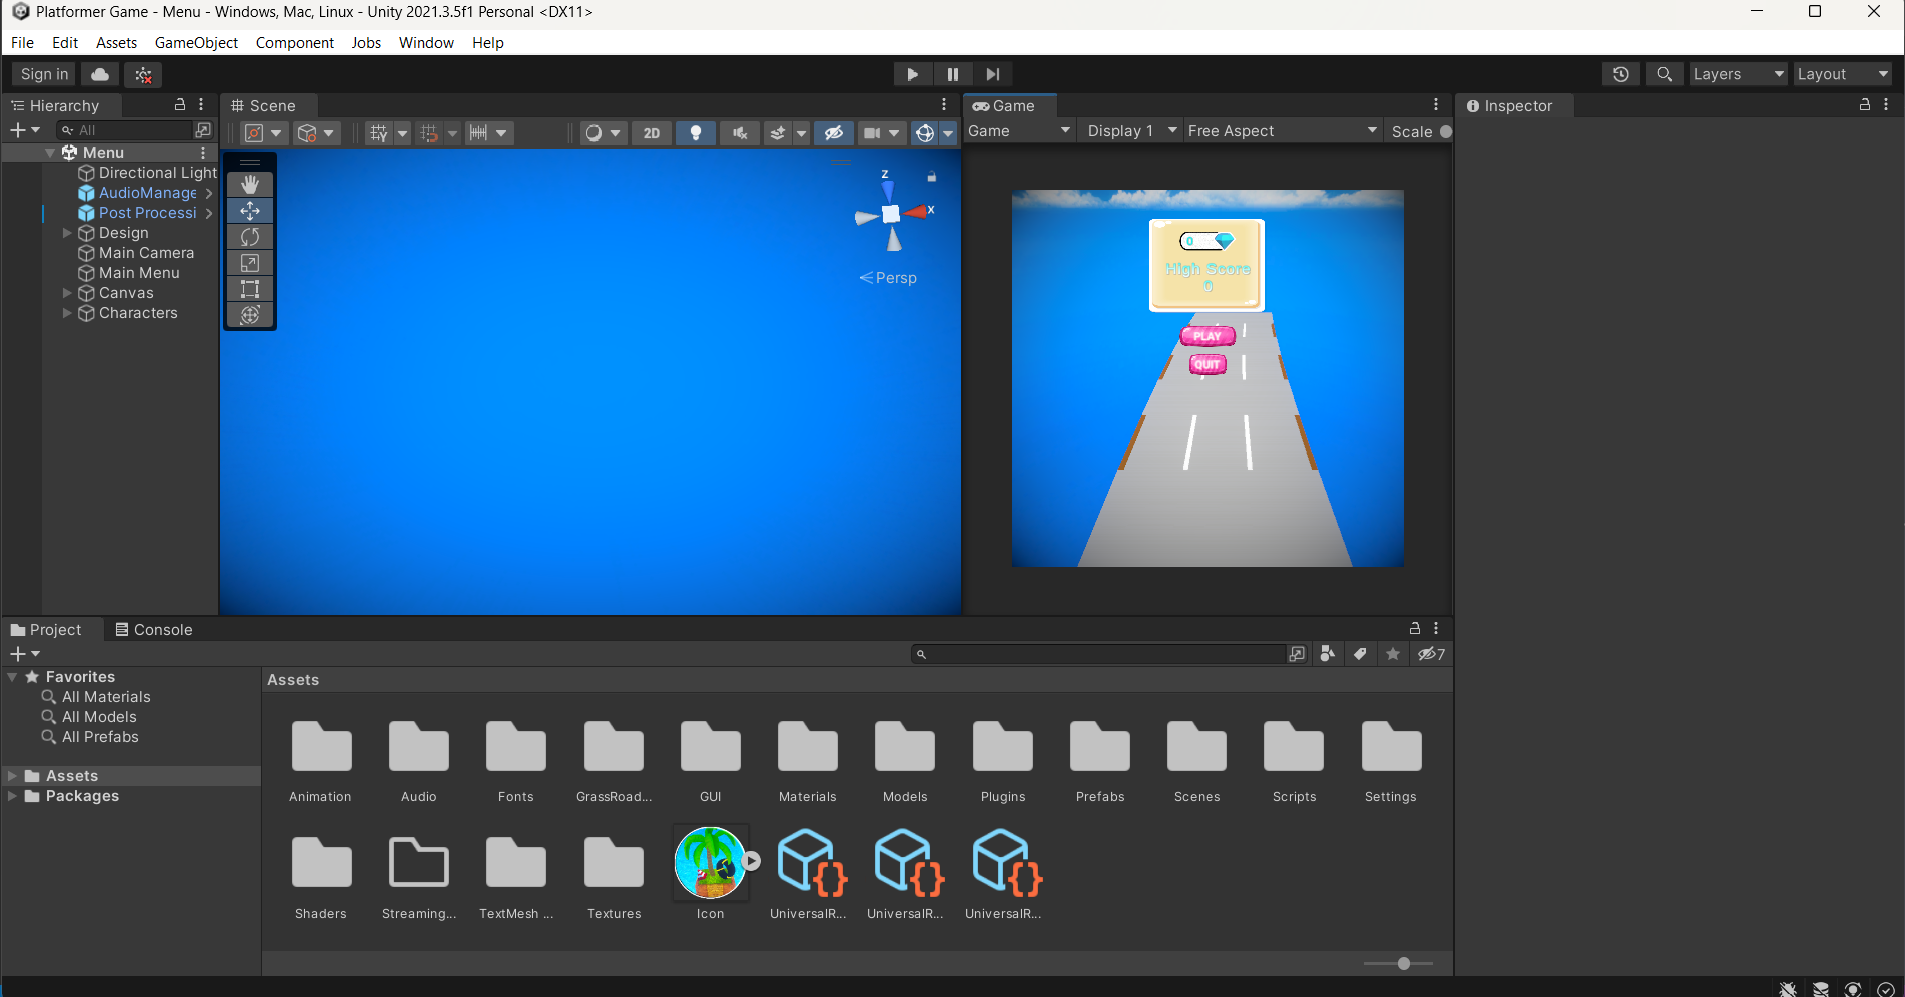 Platformer Game - Menu - Windows, Mac, Linux - Unity 2021.3.5f1 Personal <DX11>
File Edit Assets GameObject Component Jobs Window Help
Sign in
Layers
Layout
Hierarchy
All
Menu
Directional Light
AudioManage
Post Processi
Design
Main Camera
Main Menu
Canvas
Characters
Scene
2D
z
x
Persp
Game
Game
Display 1
Free Aspect
Scale
0
High Score
0
PLAY
QUIT
Inspector
Project
Console
7
Favorites
All Materials
All Models
All Prefabs
Assets
Packages
Assets
Animation
Audio
Fonts
GrassRoad...
GUI
Materials
Models
Plugins
Prefabs
Scenes
Scripts
Settings
Shaders
Streaming...
TextMesh ...
Textures
Icon
UniversalR...
UniversalR...
UniversalR...